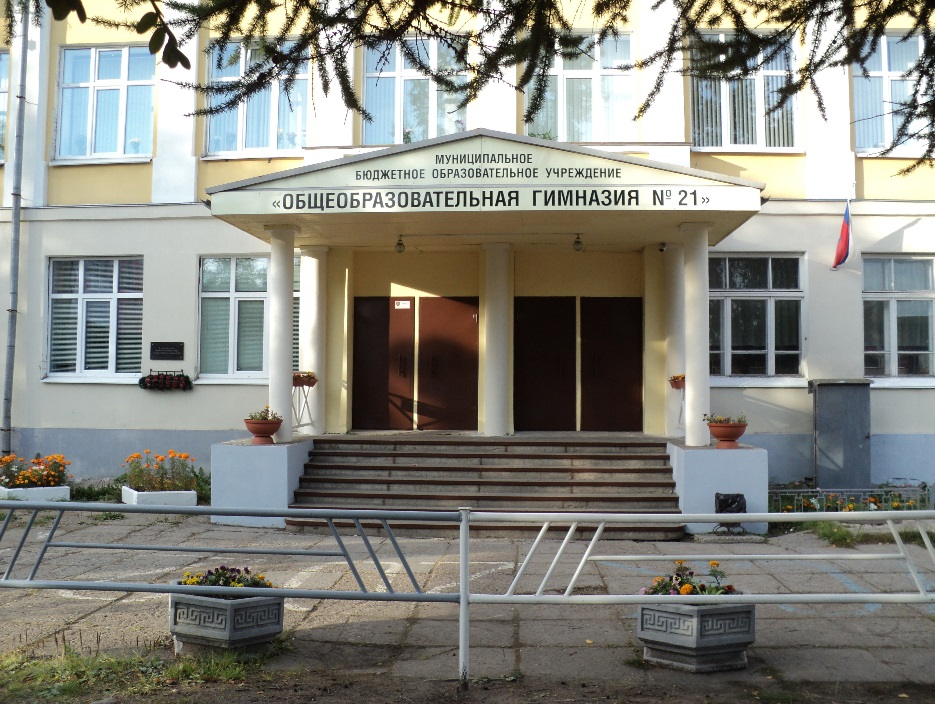 МУНИЦИПАЛЬНОЕ
БЮДЖЕТНОЕ ОБРАЗОВАТЕЛЬНОЕ УЧРЕЖДЕНИЕ
«ОБЩЕОБРАЗОВАТЕЛЬНАЯ ГИМНАЗИЯ № 21»